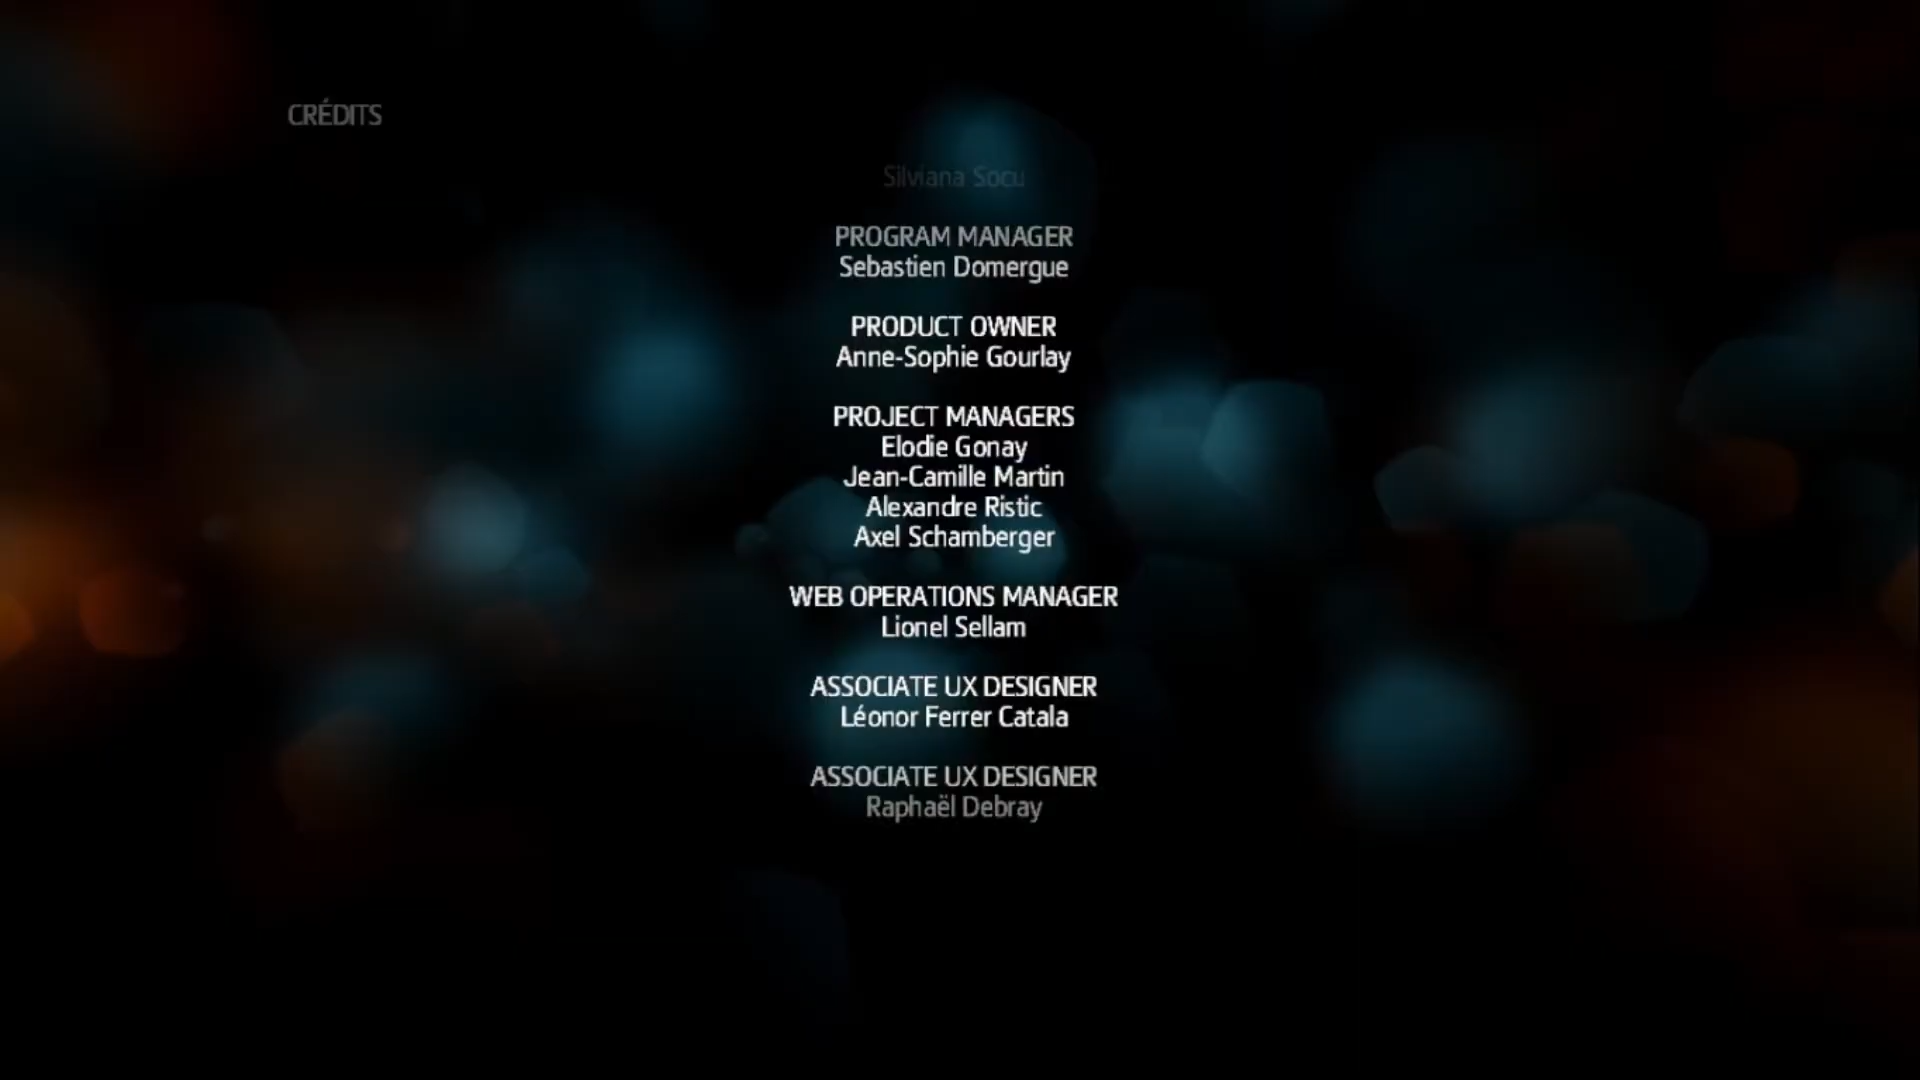 CRÉDITS
Silviana Socu
PROGRAM MANAGER
Sebastien Domergue
PRODUCT OWNER
Anne-Sophie Gourlay
PROJECT MANAGERS
Elodie Gonay
Jean-Camille Martin
Alexandre Ristic
Axel Schamberger
WEB OPERATIONS MANAGER
Lionel Sellam
ASSOCIATE UX DESIGNER
Léonor Ferrer Catala
ASSOCIATE UX DESIGNER
Raphaël Debray